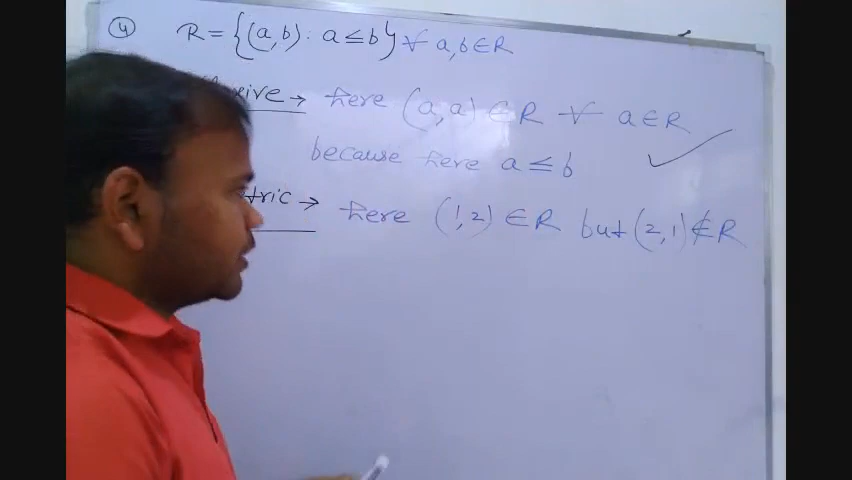 ④ R = {(a,b) : a ≤ b} ∀ a,b ∈ R
here (a,a) ∈ R ∀ a ∈ R
because here a ≤ b
here (1,2) ∈ R but (2,1) ∉ R